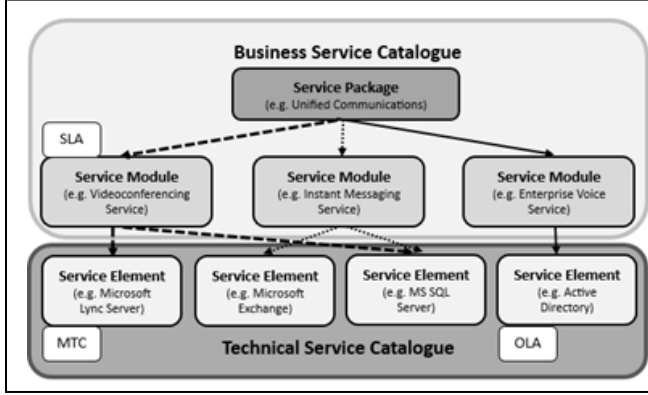 Business Service Catalogue
Service Package
(e.g. Unified Communications)
SLA
Service Module
(e.g. Videoconferencing
Service)
Service Module
(e.g. Instant Messaging
Service)
Service Module
(e.g. Enterprise Voice
Service)
Service Element
(e.g. Microsoft
Lync Server)
Service Element
(e.g. Microsoft
Exchange)
Service Element
(e.g. MS SQL
Server)
Service Element
(e.g. Active
Directory)
MTC
Technical Service Catalogue
OLA